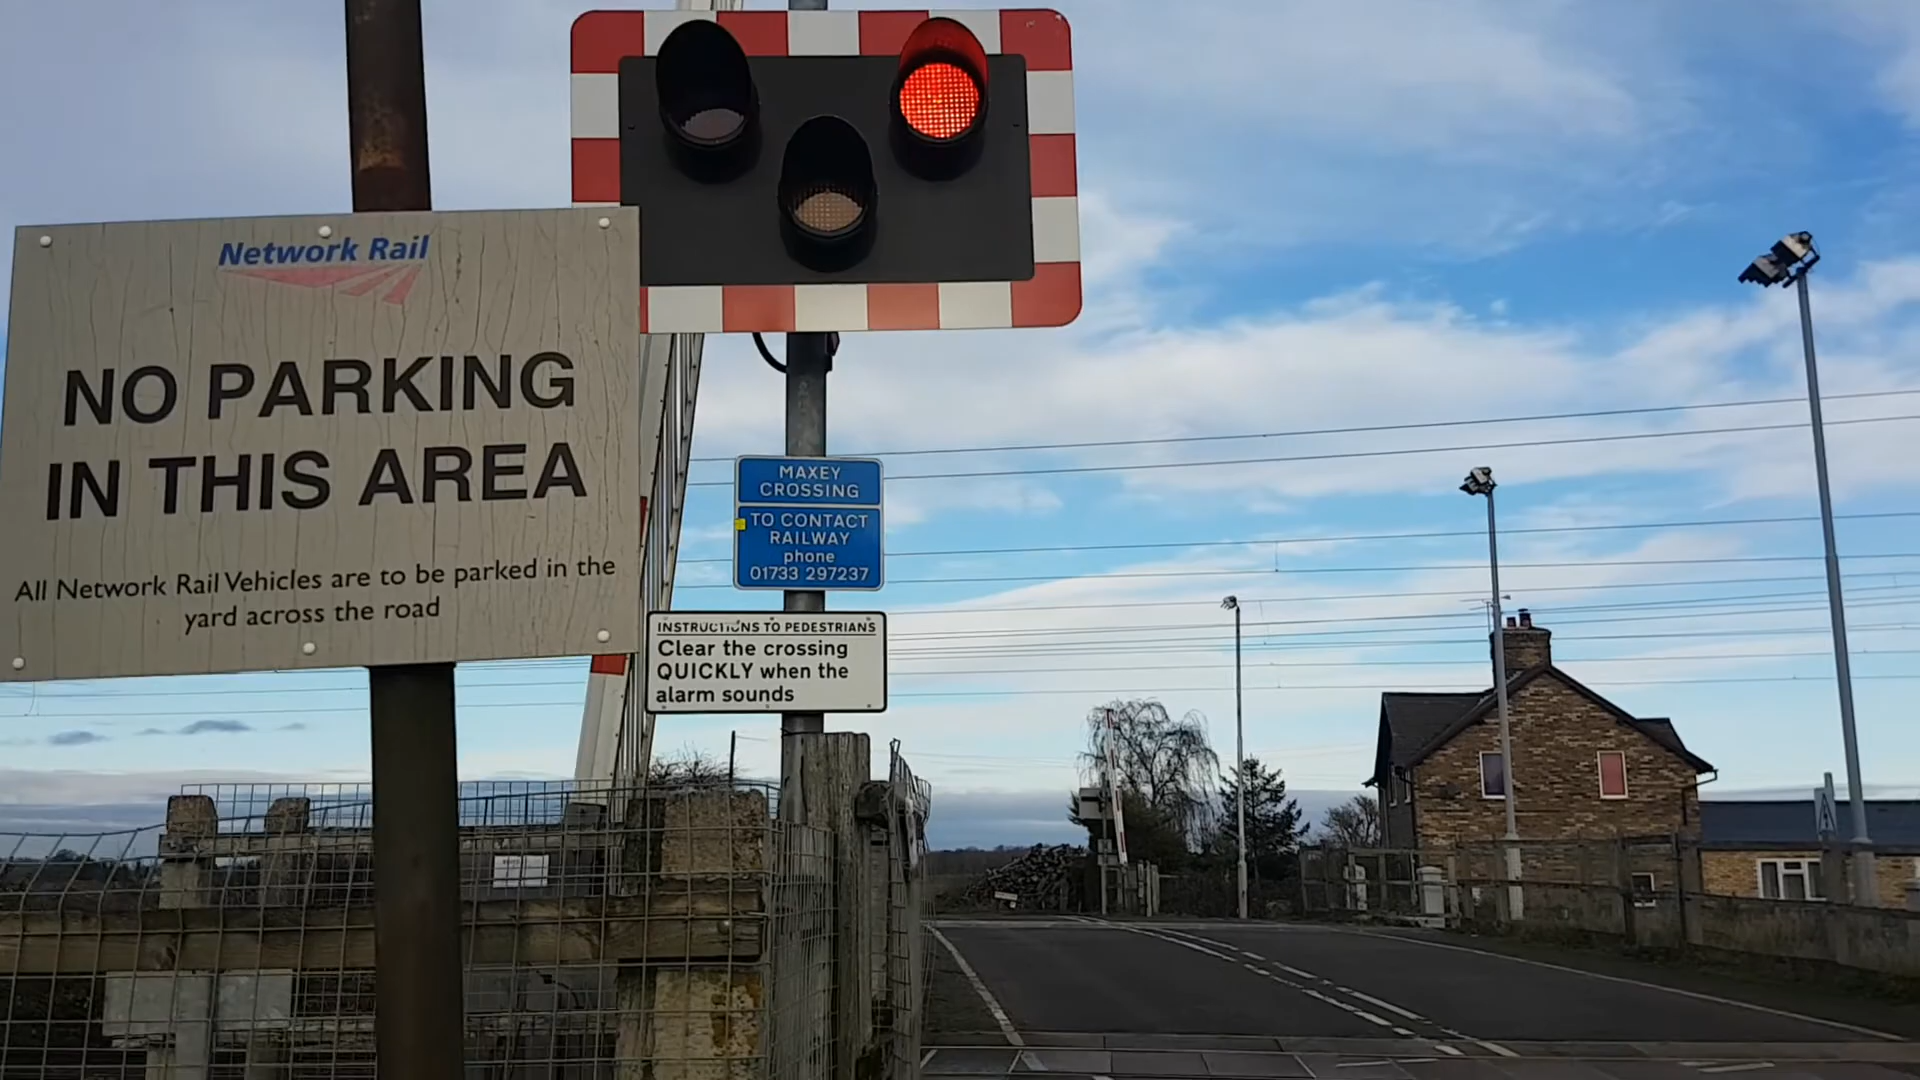 Network Rail
NO PARKING
IN THIS AREA
All Network Rail Vehicles are to be parked in the
yard across the road
MAXEY
CROSSING
TO CONTACT
RAILWAY
phone
01733 297237
INSTRUCTIONS TO PEDESTRIANS
Clear the crossing
QUICKLY when the
alarm sounds